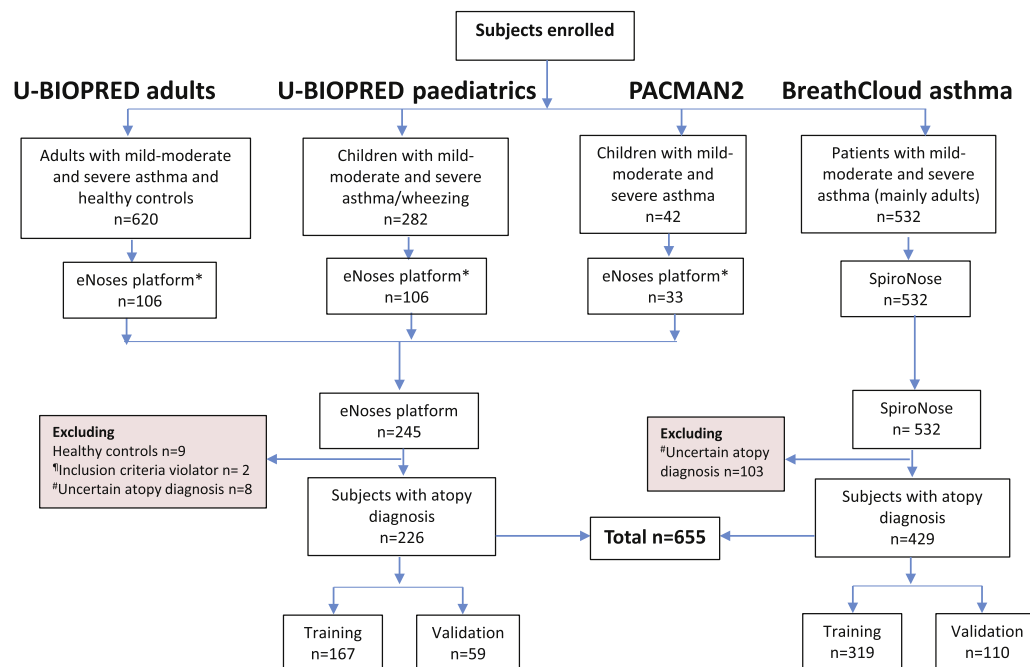 Subjects enrolled
U-BIOPRED adults
U-BIOPRED paediatrics
PACMAN2
BreathCloud asthma
Adults with mild-moderate
and severe asthma and
healthy controls
n=620
Children with mild-
moderate and severe
asthma/wheezing
n=282
Children with mild-
moderate and
severe asthma
n=42
Patients with mild-
moderate and severe
asthma (mainly adults)
n=532
eNoses platform*
n=106
eNoses platform*
n=106
eNoses platform*
n=33
SpiroNose
n=532
eNoses platform
n=245
SpiroNose
n= 532
Excluding
Healthy controls n=9
¶Inclusion criteria violator n= 2
#Uncertain atopy diagnosis n=8
Excluding
#Uncertain atopy
diagnosis n=103
Subjects with atopy
diagnosis
n=226
Total n=655
Subjects with atopy
diagnosis
n=429
Training
n=167
Validation
n=59
Training
n=319
Validation
n=110